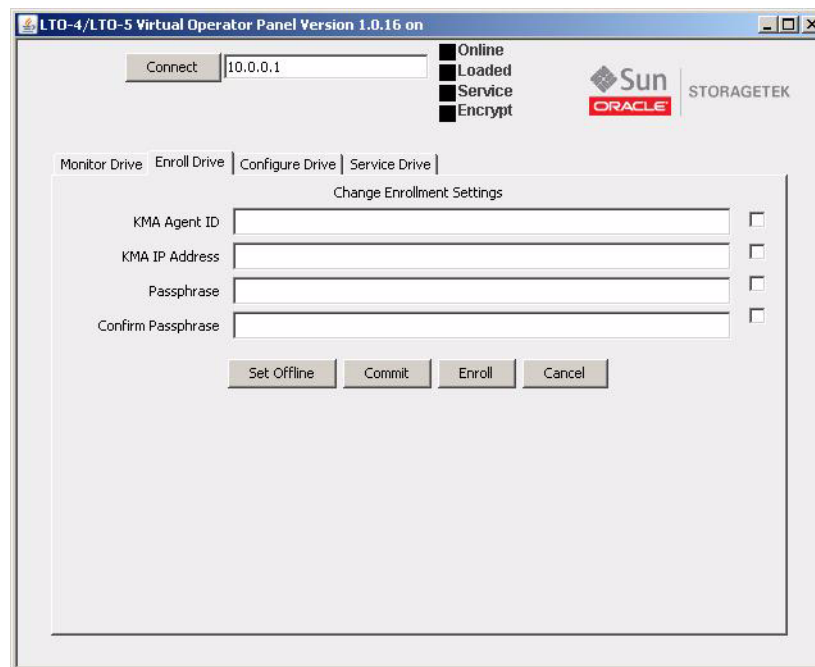 LTO-4/LTO-5 Virtual Operator Panel Version 1.0.16 on
Connect 10.0.0.1
Online
Loaded
Service
Encrypt
Sun
ORACLE
STORAGETEK
Monitor Drive Enroll Drive Configure Drive Service Drive
Change Enrollment Settings
KMA Agent ID
KMA IP Address
Passphrase
Confirm Passphrase
Set Offline Commit Enroll Cancel